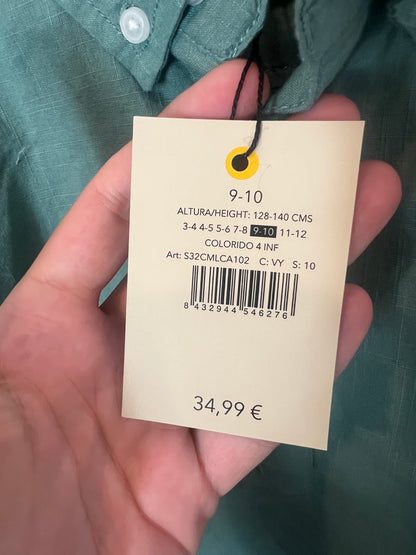 9-10
ALTURA/HEIGHT: 128-140 CMS
3-4 4-5 5-6 7-8 9-10 11-12
COLORIDO 4 INF
Art: S32CMLCA102 C: VY S: 10
8 432944 546276
34,99 €